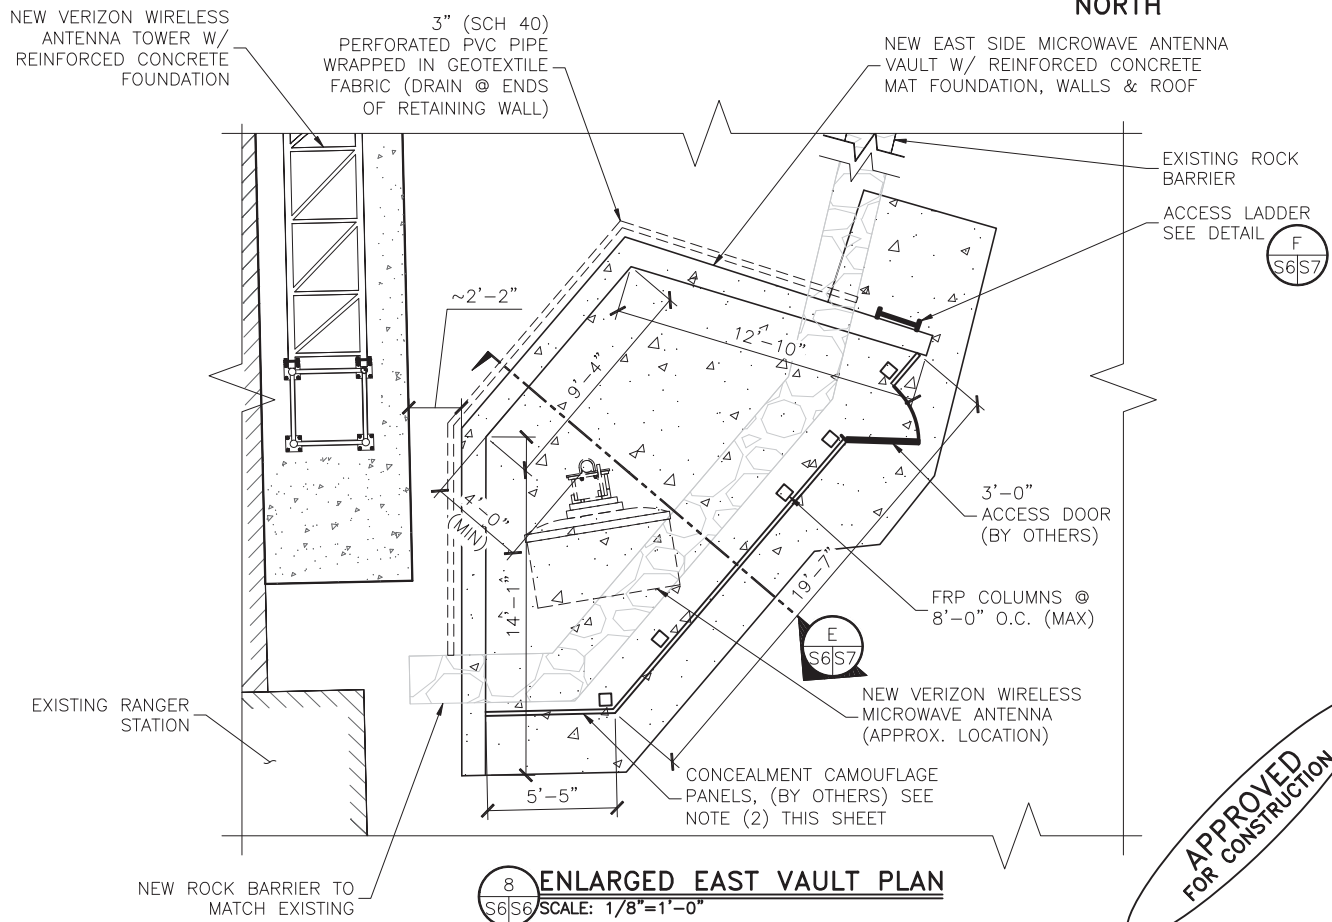 NORTH
NEW VERIZON WIRELESS
ANTENNA TOWER W/
REINFORCED CONCRETE
FOUNDATION
3" (SCH 40)
PERFORATED PVC PIPE
WRAPPED IN GEOTEXTILE
FABRIC (DRAIN @ ENDS
OF RETAINING WALL)
NEW EAST SIDE MICROWAVE ANTENNA
VAULT W/ REINFORCED CONCRETE
MAT FOUNDATION, WALLS & ROOF
EXISTING ROCK
BARRIER
ACCESS LADDER
SEE DETAIL
F
S6 S7
~2'-2"
12'-10"
9'-4"
4'-0"
(MIN)
14'-1"
19'-7"
3'-0"
ACCESS DOOR
(BY OTHERS)
FRP COLUMNS @
8'-0" O.C. (MAX)
E
S6 S7
NEW VERIZON WIRELESS
MICROWAVE ANTENNA
(APPROX. LOCATION)
EXISTING RANGER
STATION
5'-5"
CONCEALMENT CAMOUFLAGE
PANELS, (BY OTHERS) SEE
NOTE (2) THIS SHEET
NEW ROCK BARRIER TO
MATCH EXISTING
8
S6 S6
ENLARGED EAST VAULT PLAN
SCALE: 1/8"=1'-0"
APPROVED
FOR CONSTRUCTION